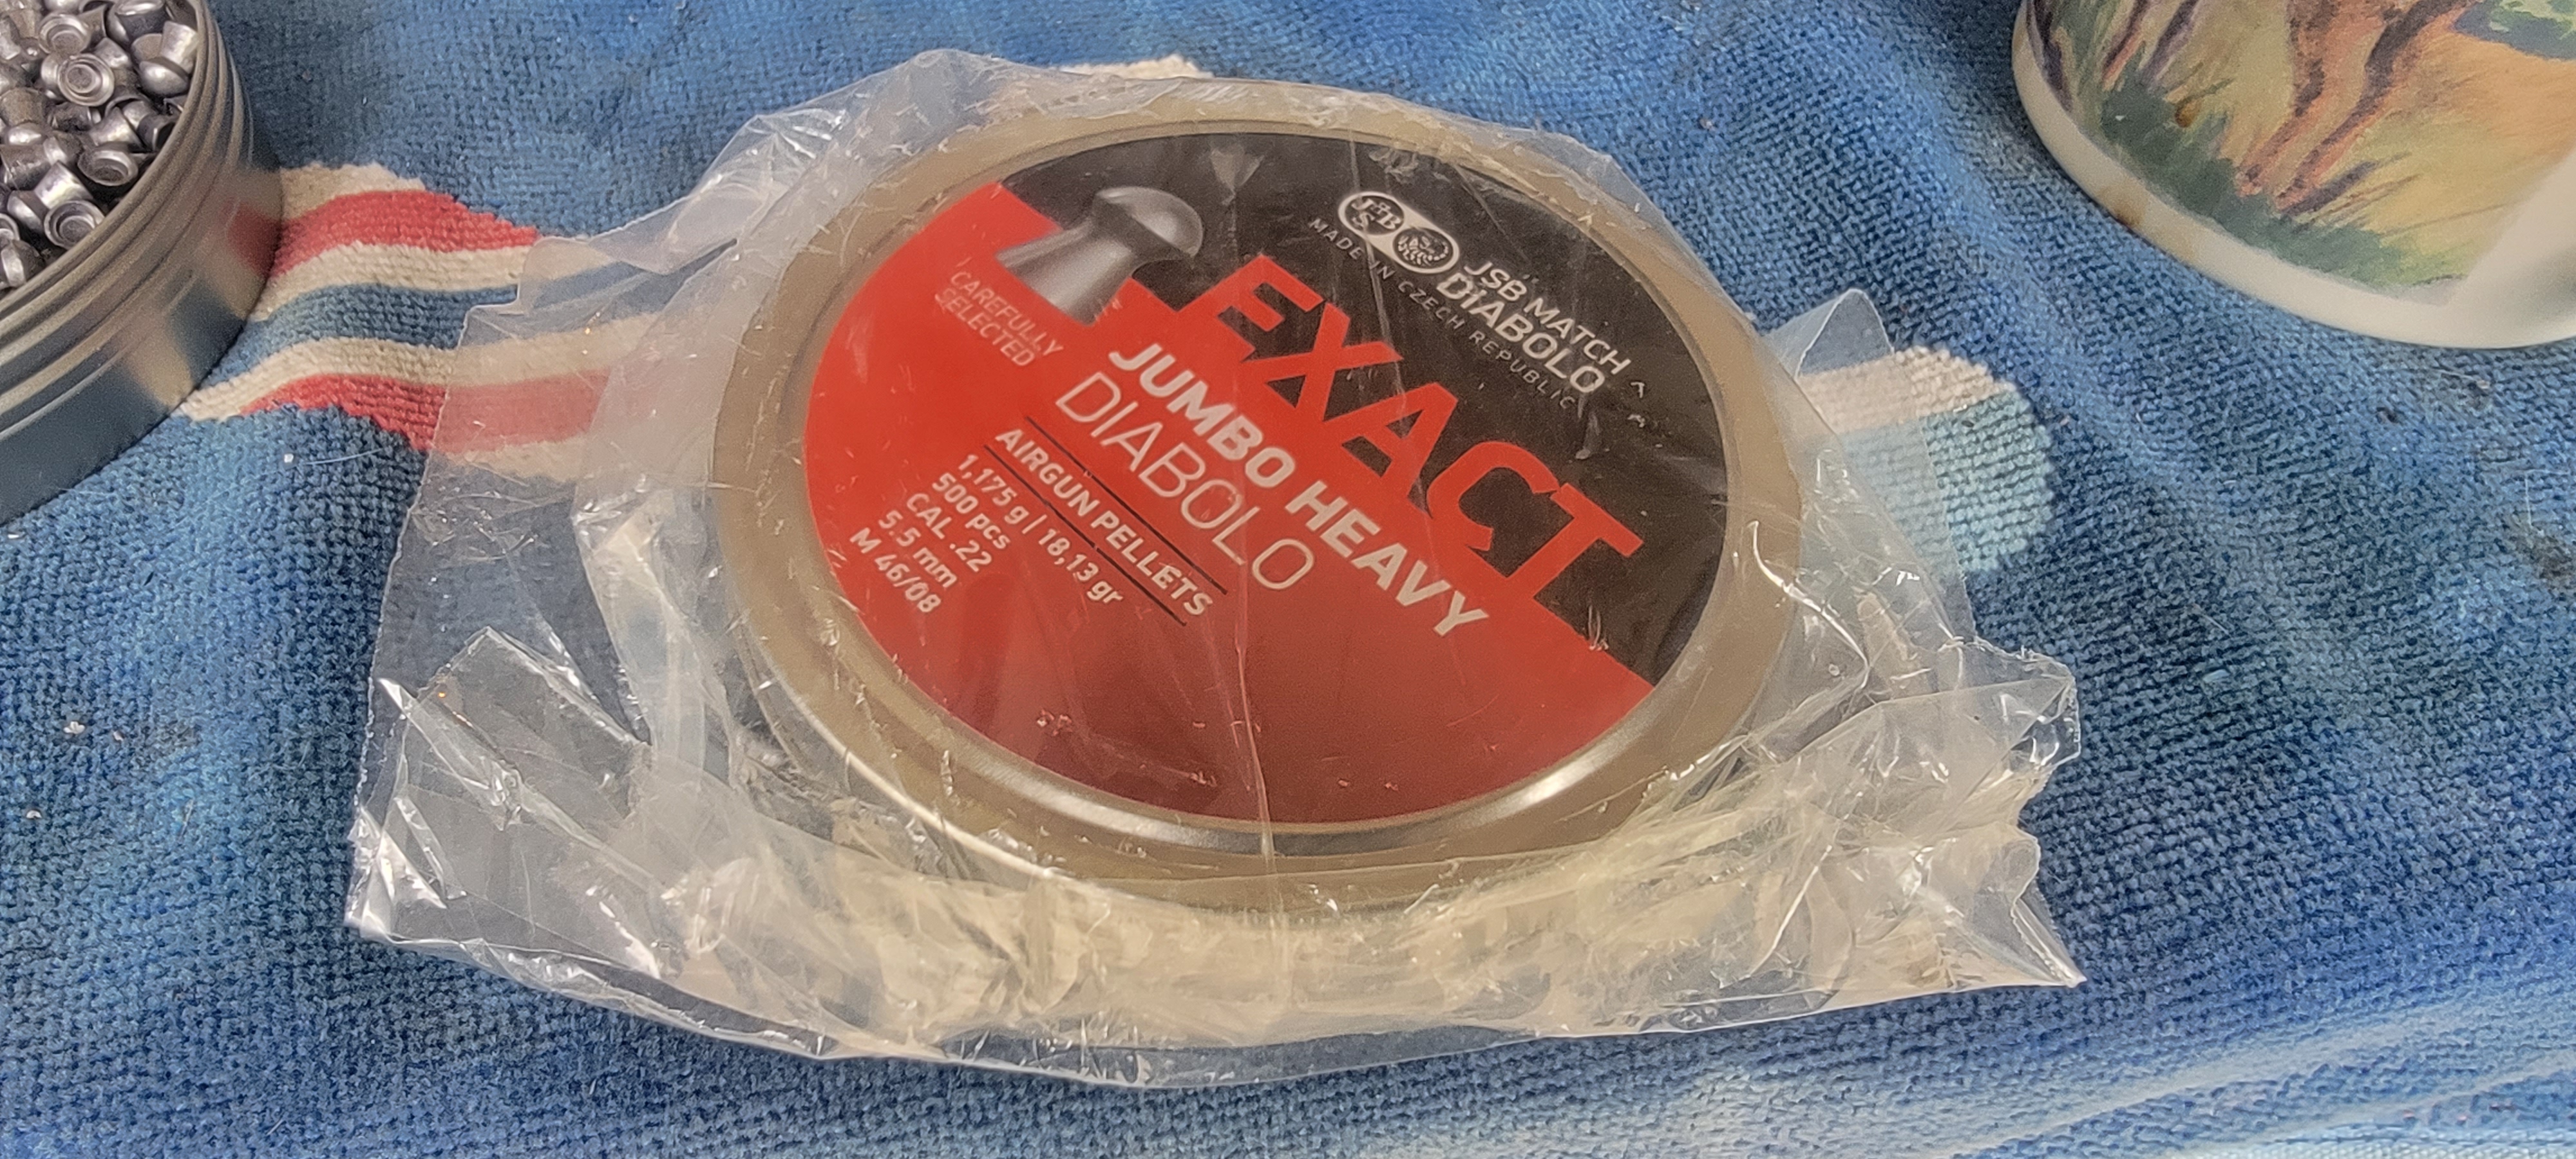 JSB
JSB MATCH
DIABOLO
MADE IN CZECH REPUBLIC
EXACT
JUMBO HEAVY
DIABOLO
CAREFULLY
SELECTED
AIRGUN PELLETS
1,175 g | 18,13 gr
500 pcs
CAL .22
5.5 mm
M 46/08